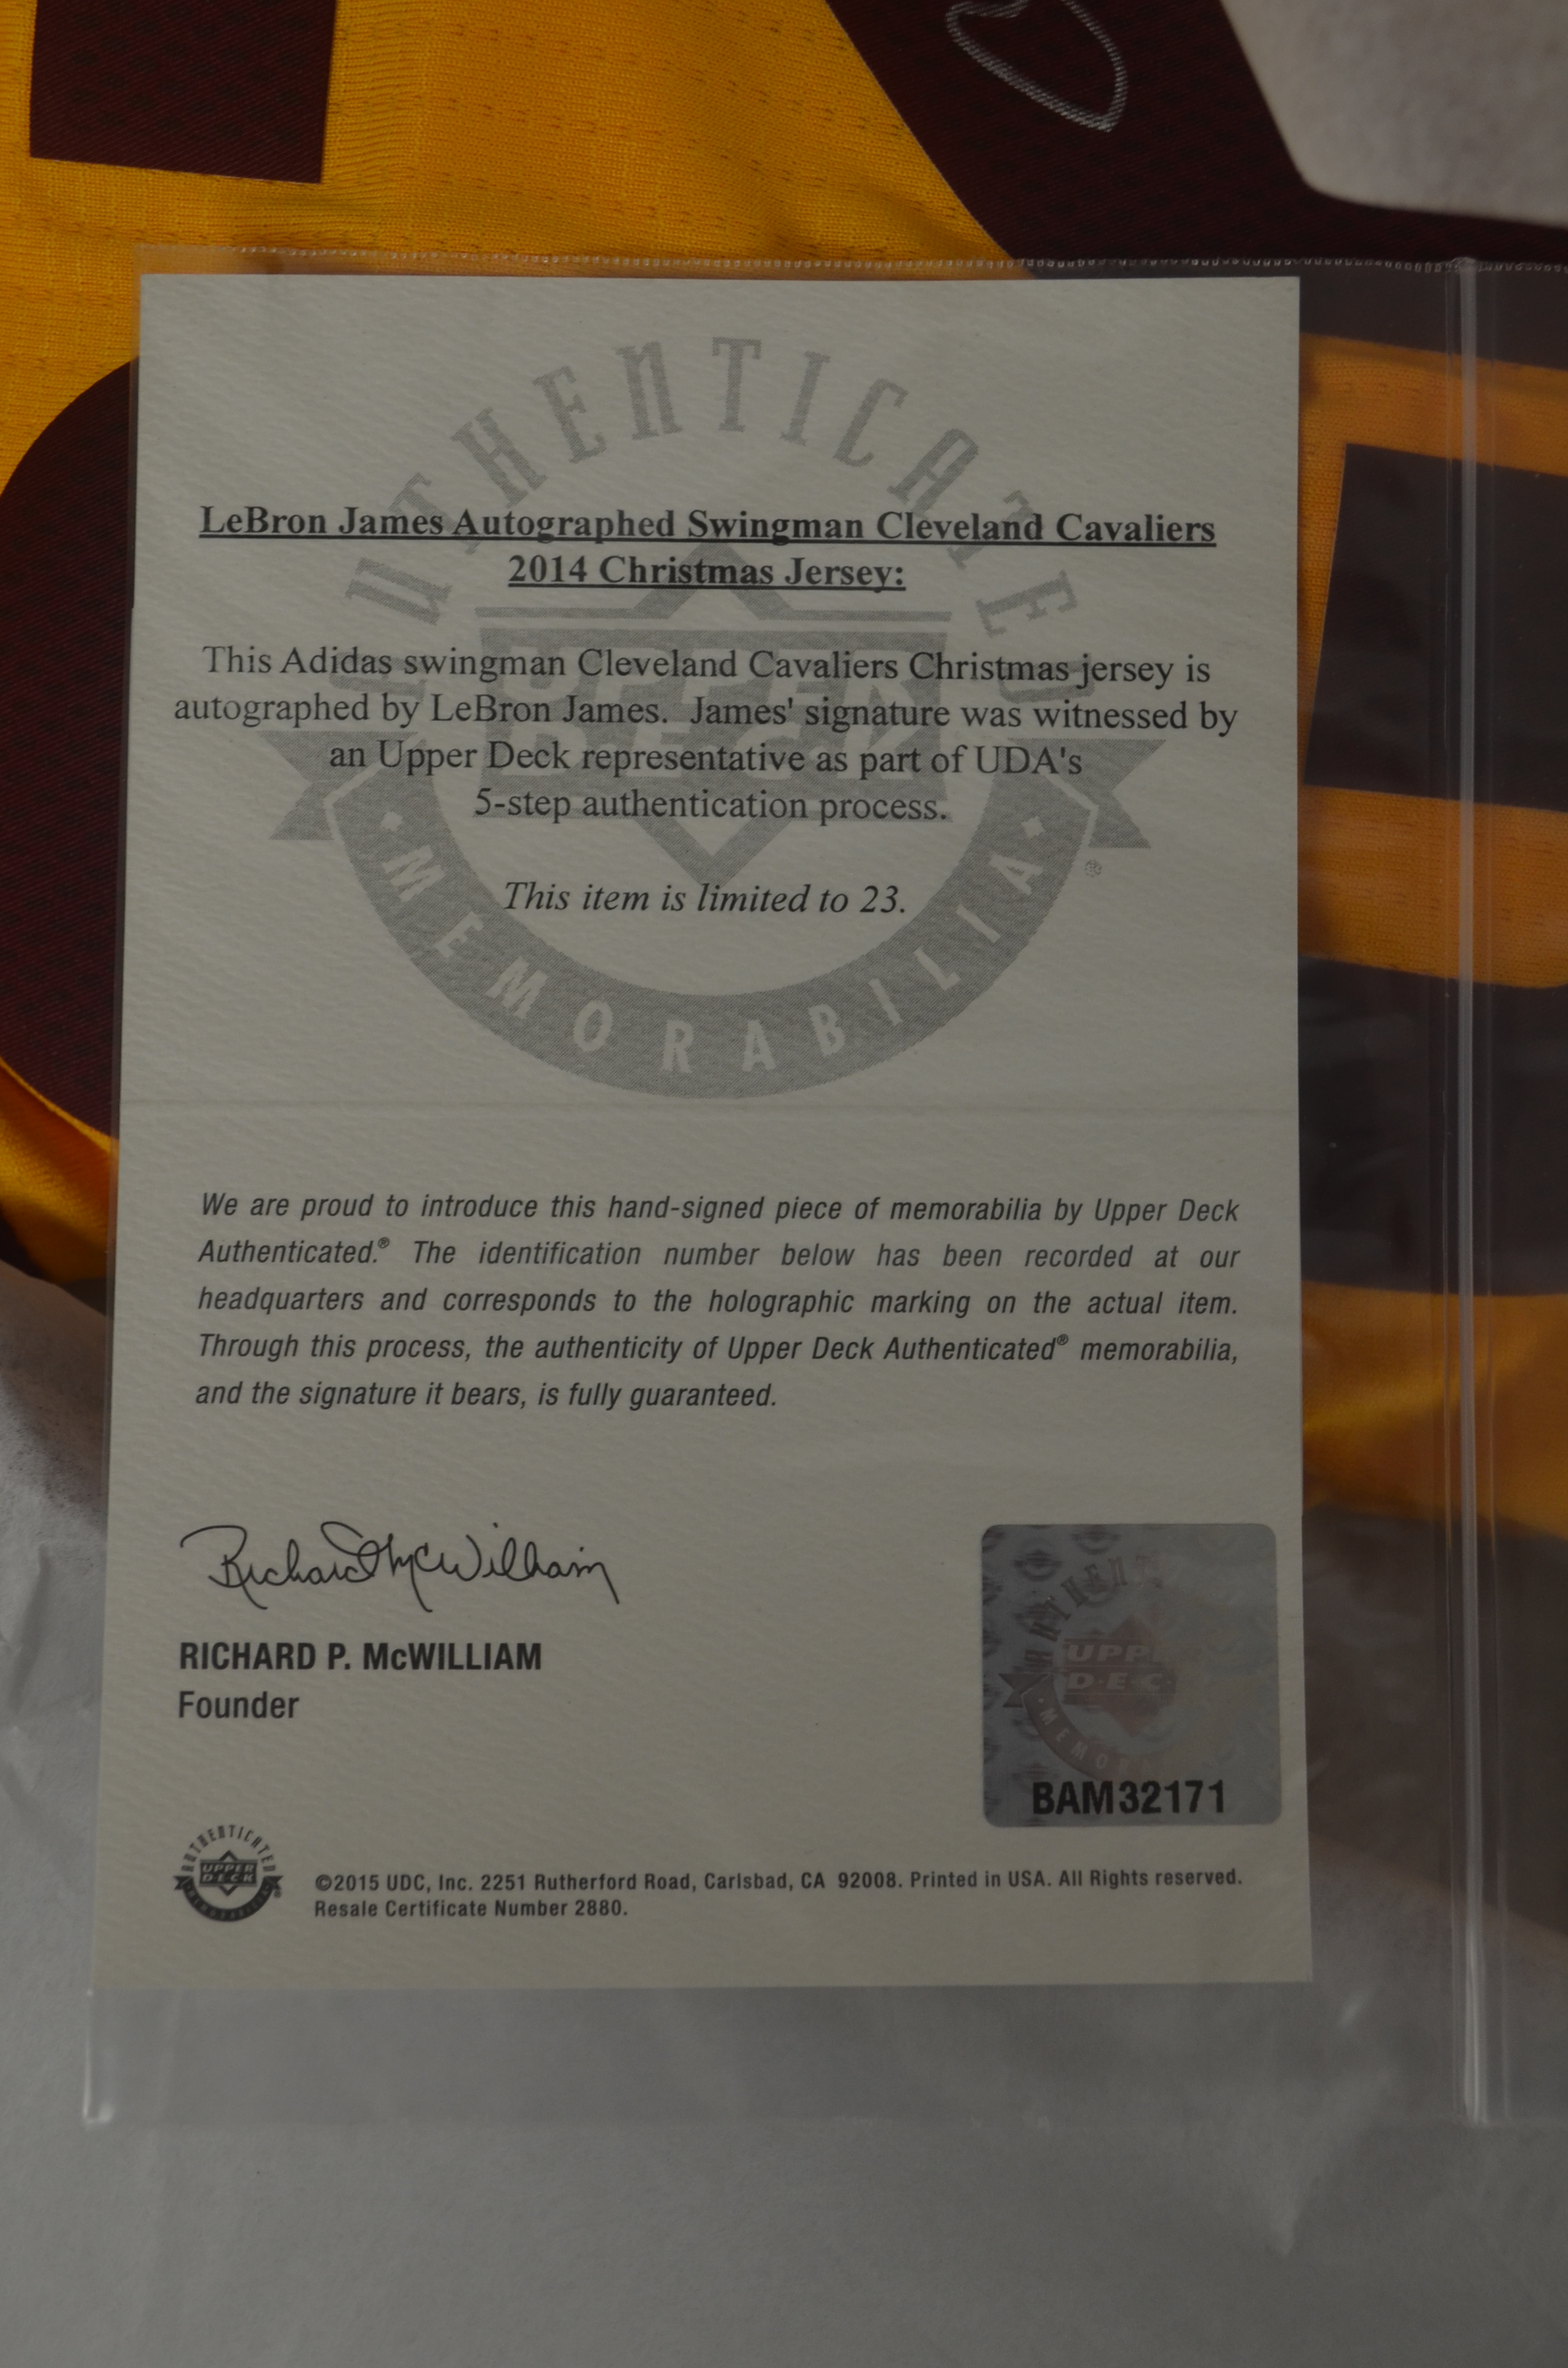 AUTHENTICATED
LeBron James Autographed Swingman Cleveland Cavaliers
2014 Christmas Jersey:
This Adidas swingman Cleveland Cavaliers Christmas jersey is
autographed by LeBron James. James' signature was witnessed by
an Upper Deck representative as part of UDA's
5-step authentication process.
This item is limited to 23.
MEMORABILIA
We are proud to introduce this hand-signed piece of memorabilia by Upper Deck
Authenticated.® The identification number below has been recorded at our
headquarters and corresponds to the holographic marking on the actual item.
Through this process, the authenticity of Upper Deck Authenticated® memorabilia,
and the signature it bears, is fully guaranteed.
Richard McWilliam
RICHARD P. McWILLIAM
Founder
UPP
D·E·C
BAM32171
AUTHENTICATED
UPPER
DECK
©2015 UDC, Inc. 2251 Rutherford Road, Carlsbad, CA 92008. Printed in USA. All Rights reserved.
Resale Certificate Number 2880.